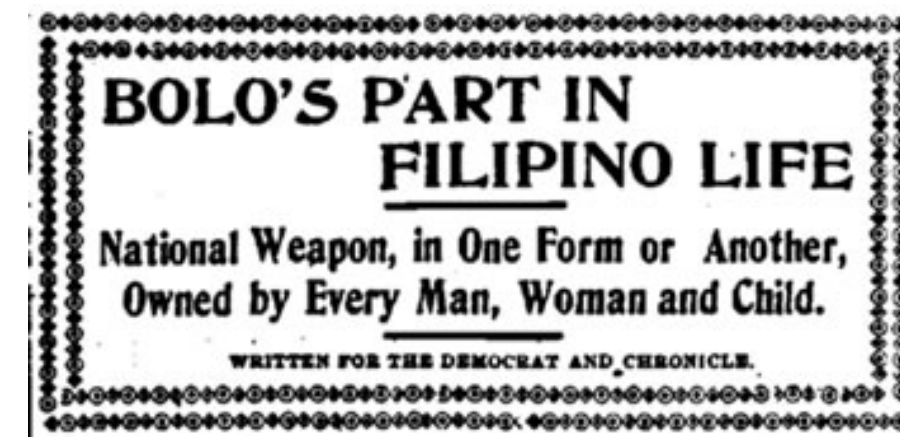 BOLO'S PART IN
FILIPINO LIFE
National Weapon, in One Form or Another,
Owned by Every Man, Woman and Child.
WRITTEN FOR THE DEMOCRAT AND CHRONICLE.